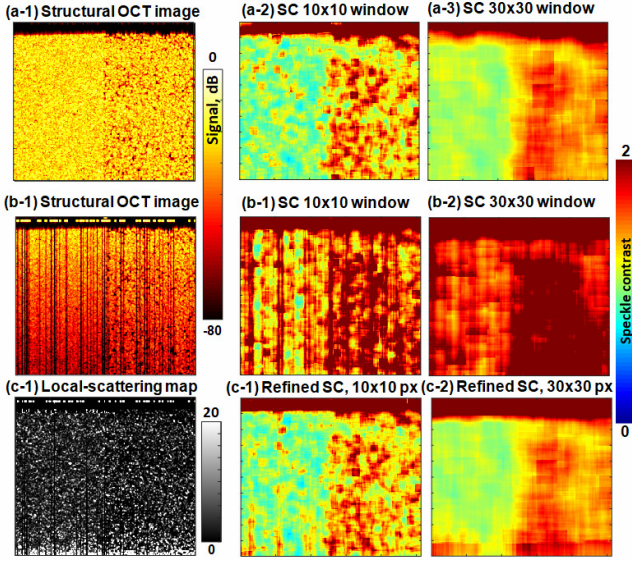 (a-1) Structural OCT image
(a-2) SC 10x10 window
(a-3) SC 30x30 window
0
Signal, dB
-80
2
Speckle contrast
0
(b-1) Structural OCT image
(b-1) SC 10x10 window
(b-2) SC 30x30 window
(c-1) Local-scattering map
(c-1) Refined SC, 10x10 px
(c-2) Refined SC, 30x30 px
20
0